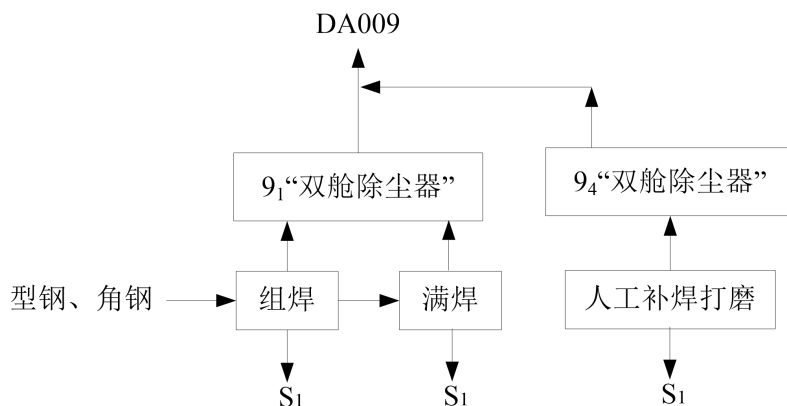 DA009
9₁“双舱除尘器”
9₄“双舱除尘器”
型钢、角钢
组焊
满焊
人工补焊打磨
S₁
S₁
S₁